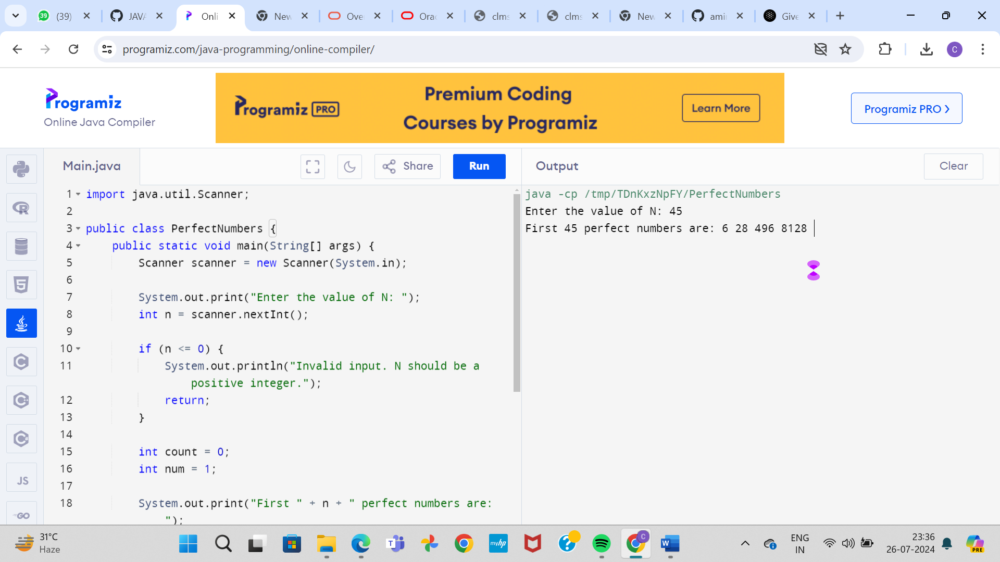 39
(39)
JAVA
Onli
New
Ove
Orac
clms
clms
New
ami
Give
programiz.com/java-programming/online-compiler/
C
Programiz
Online Java Compiler
Programiz PRO
Premium Coding
Courses by Programiz
Learn More
Programiz PRO ❯
Main.java
Share
Run
Output
Clear
1 import java.util.Scanner;
2
3 public class PerfectNumbers {
4 public static void main(String[] args) {
5 Scanner scanner = new Scanner(System.in);
6
7 System.out.print("Enter the value of N: ");
8 int n = scanner.nextInt();
9
10 if (n <= 0) {
11 System.out.println("Invalid input. N should be a
positive integer.");
12 return;
13 }
14
15 int count = 0;
16 int num = 1;
17
18 System.out.print("First " + n + " perfect numbers are:
");
java -cp /tmp/TDnKxzNpFY/PerfectNumbers
Enter the value of N: 45
First 45 perfect numbers are: 6 28 496 8128
R
5
C
C++
C#
JS
GO
31°C
Haze
T
myhp
?
C
W
ENG
IN
23:36
26-07-2024
PRE